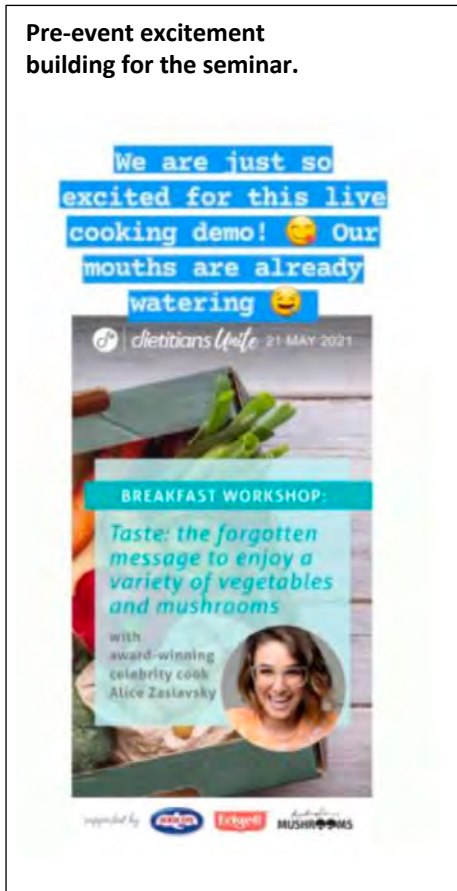 Pre-event excitement
building for the seminar.
We are just so
excited for this live
cooking demo! 😋 Our
mouths are already
watering 😅
dietitians Unite 21 MAY 2021
BREAKFAST WORKSHOP:
Taste: the forgotten
message to enjoy a
variety of vegetables
and mushrooms
with
award-winning
celebrity cook
Alice Zaslavsky
supported by Edgell MUSHROOMS